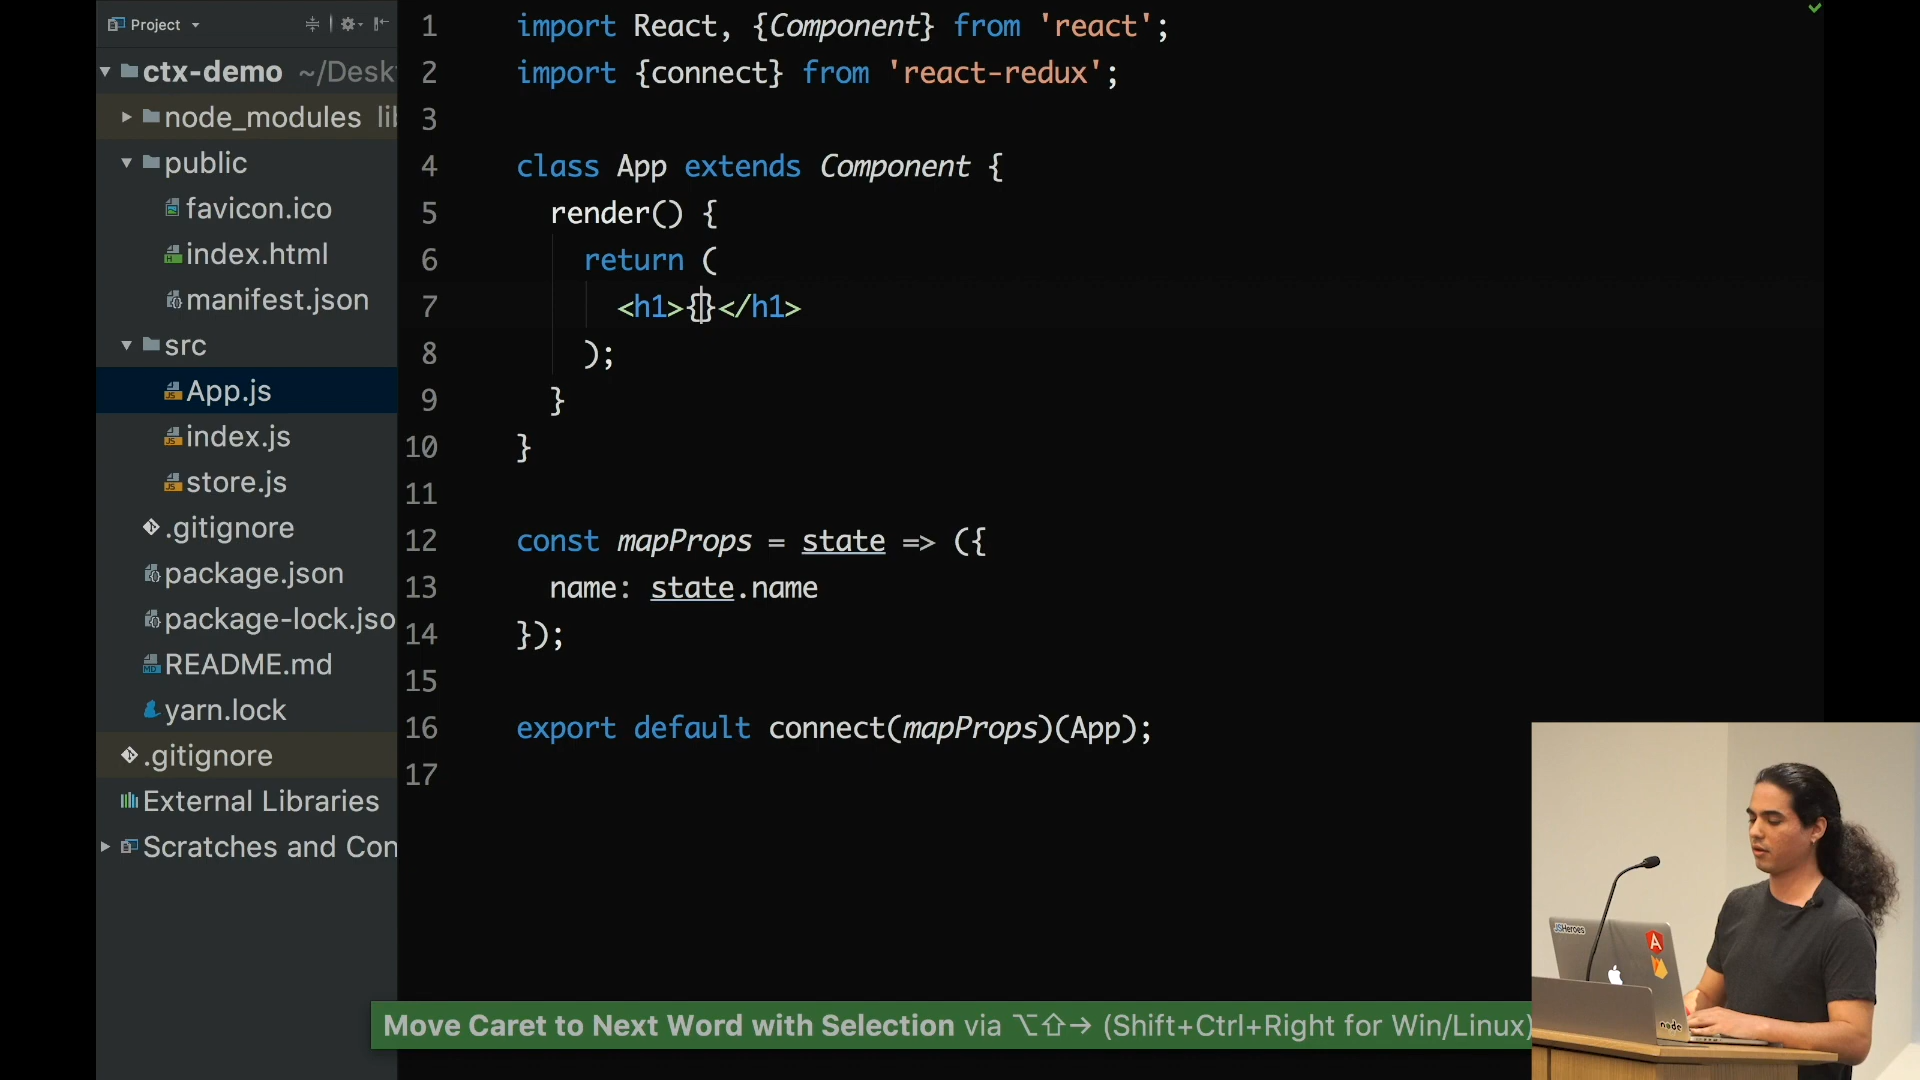 Project
ctx-demo ~/Desk
node_modules lib
public
favicon.ico
index.html
manifest.json
src
App.js
index.js
store.js
.gitignore
package.json
package-lock.jso
README.md
yarn.lock
.gitignore
External Libraries
Scratches and Con
1 import React, {Component} from 'react';
2 import {connect} from 'react-redux';
3
4 class App extends Component {
5 render() {
6 return (
7 <h1>{}</h1>
8 );
9 }
10 }
11
12 const mapProps = state => ({
13 name: state.name
14 });
15
16 export default connect(mapProps)(App);
17
Move Caret to Next Word with Selection via ⌥⇧→ (Shift+Ctrl+Right for Win/Linux)
JSHeroes
A
node